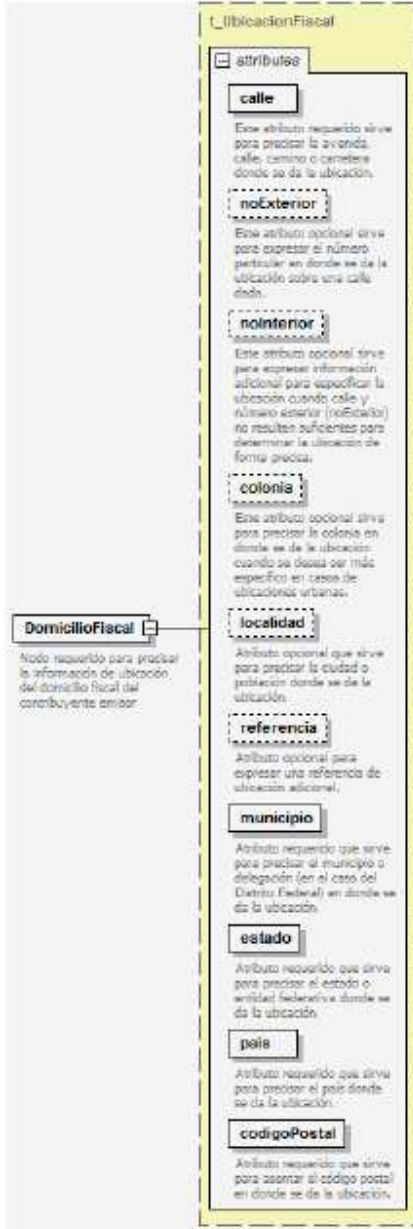 t_UbicacionFiscal
attributes
calle
Este atributo requerido sirve
para precisar la avenida,
calle, camino o carretera
donde se da la ubicación.
noExterior
Este atributo opcional sirve
para expresar el número
particular en donde se da la
ubicación sobre una calle
dada.
noInterior
Este atributo opcional sirve
para expresar información
adicional para especificar la
ubicación cuando calle y
número exterior (noExterior)
no resulten suficientes para
determinar la ubicación de
forma precisa.
colonia
Este atributo opcional sirve
para precisar la colonia en
donde se da la ubicación
cuando se desea ser más
específico en casos de
ubicaciones urbanas.
DomicilioFiscal
Nodo requerido para precisar
la información de ubicación
del domicilio fiscal del
contribuyente emisor
localidad
Atributo opcional que sirve
para precisar la ciudad o
población donde se da la
ubicación.
referencia
Atributo opcional para
expresar una referencia de
ubicación adicional.
municipio
Atributo requerido que sirve
para precisar el municipio o
delegación (en el caso del
Distrito Federal) en donde se
da la ubicación.
estado
Atributo requerido que sirve
para precisar el estado o
entidad federativa donde se
da la ubicación
pais
Atributo requerido que sirve
para precisar el país donde
se da la ubicación.
codigoPostal
Atributo requerido que sirve
para asentar el código postal
en donde se da la ubicación.